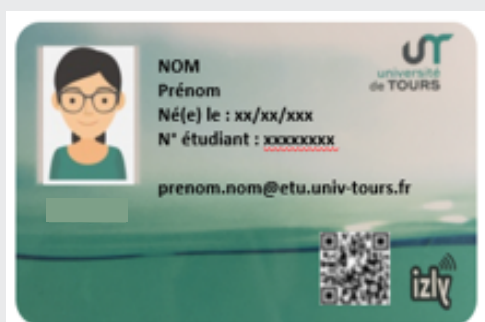 NOM
Prénom
Né(e) le : xx/xx/xxx
N° étudiant : xxxxxxxx
prenom.nom@etu.univ-tours.fr
université
de TOURS
izly